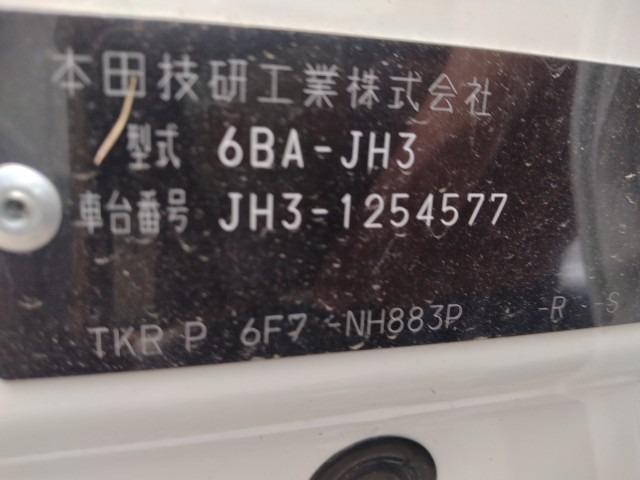 本田技研工業株式会社
型式 6BA-JH3
車台番号 JH3-1254577
TKR P 6F7 -NH883P -R -S